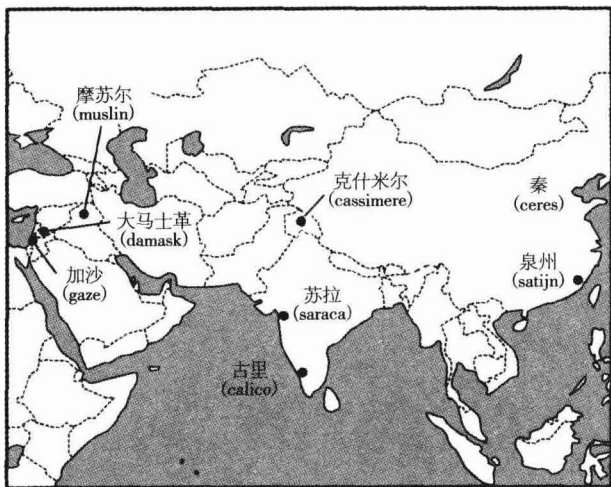 摩苏尔
(muslin)
克什米尔
(cassimere)
秦
(ceres)
大马士革
(damask)
泉州
(satijn)
加沙
(gaze)
苏拉
(saraca)
古里
(calico)